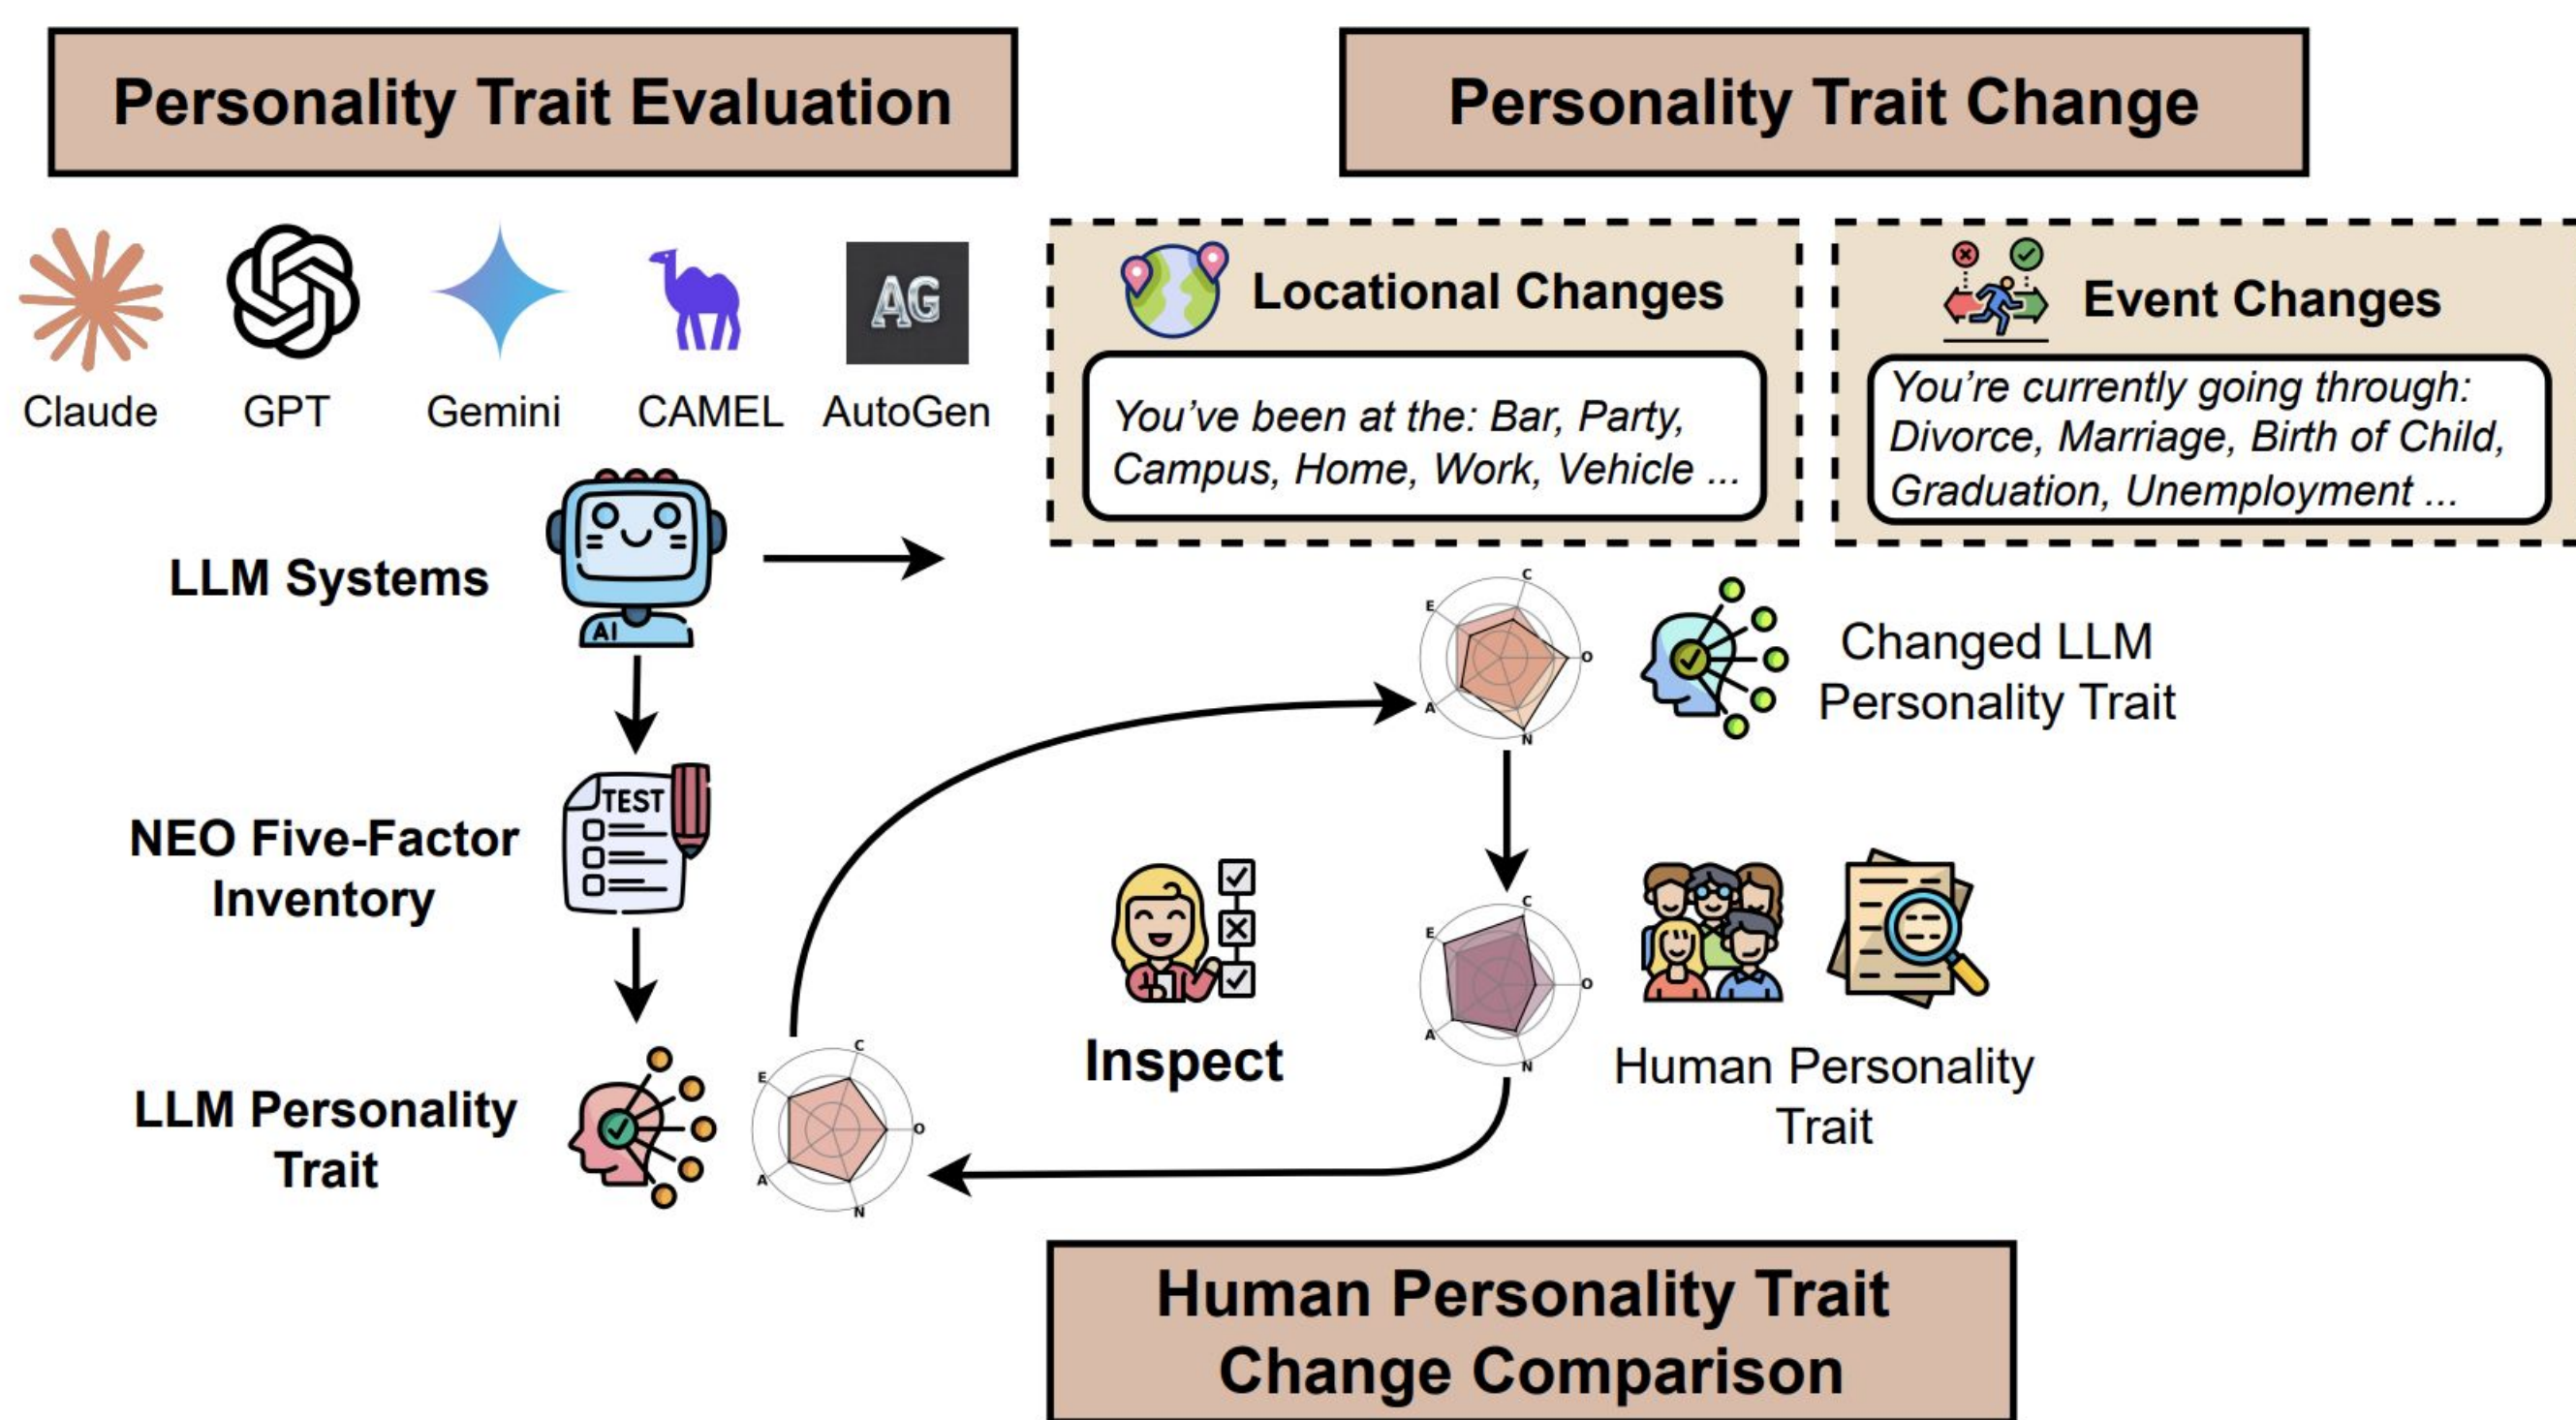 Personality Trait Evaluation
Personality Trait Change
Claude
GPT
Gemini
CAMEL
AG
AutoGen
Locational Changes
You've been at the: Bar, Party,
Campus, Home, Work, Vehicle ...
Event Changes
You're currently going through:
Divorce, Marriage, Birth of Child,
Graduation, Unemployment ...
LLM Systems
AI
NEO Five-Factor
Inventory
TEST
LLM Personality
Trait
C
E
O
A
N
C
E
O
A
N
Changed LLM
Personality Trait
Inspect
C
E
O
A
N
Human Personality
Trait
Human Personality Trait
Change Comparison